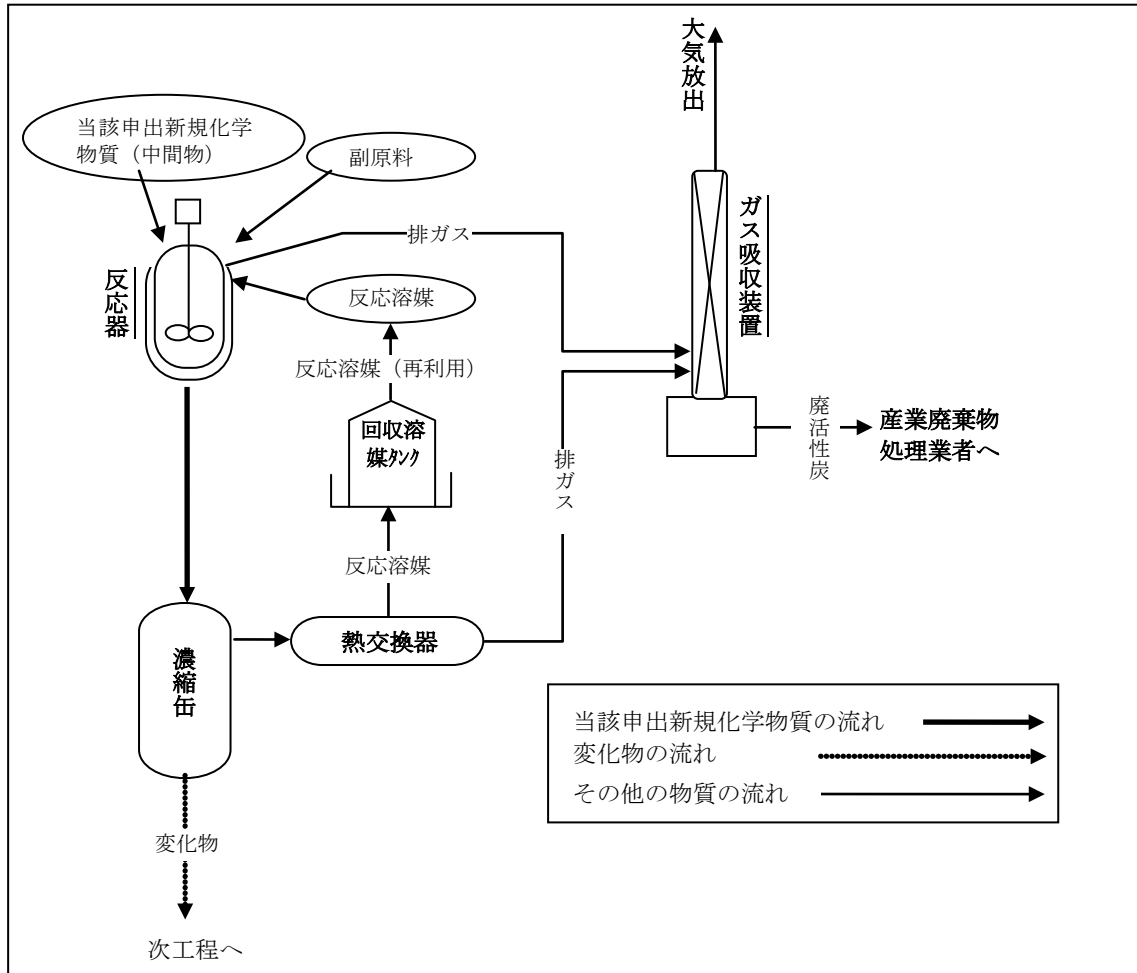 大気放出
当該申出新規化学
物質（中間物）
副原料
排ガス
ガス吸収装置
反応器
反応溶媒
反応溶媒（再利用）
回収溶
媒ﾀﾝｸ
廃活性炭
産業廃棄物
処理業者へ
排ガス
反応溶媒
熱交換器
濃縮缶
当該申出新規化学物質の流れ
変化物の流れ
その他の物質の流れ
変化物
次工程へ